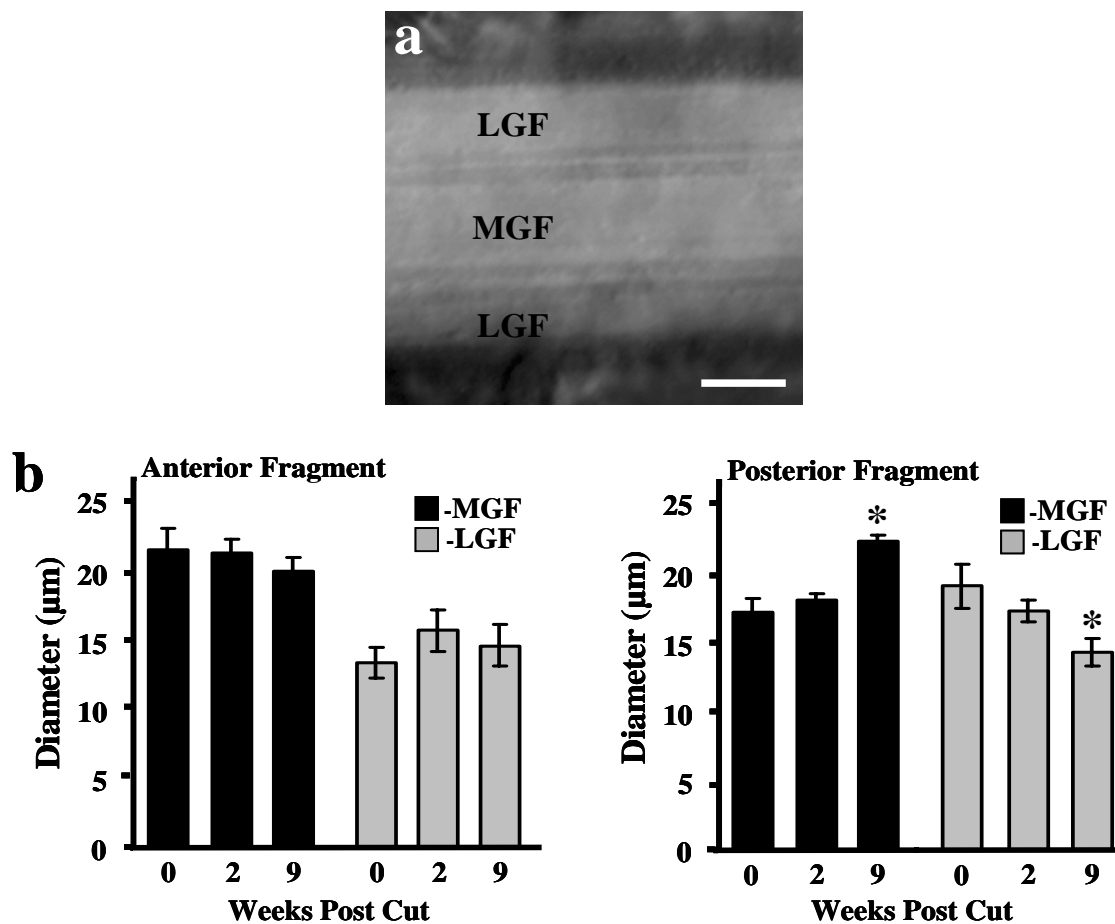 a
LGF
MGF
LGF
b
Anterior Fragment
-MGF
-LGF
Diameter (µm)
25
20
15
10
5
0
0 2 9 0 2 9
Weeks Post Cut
Posterior Fragment
-MGF
-LGF
*
*
Diameter (µm)
25
20
15
10
5
0
0 2 9 0 2 9
Weeks Post Cut